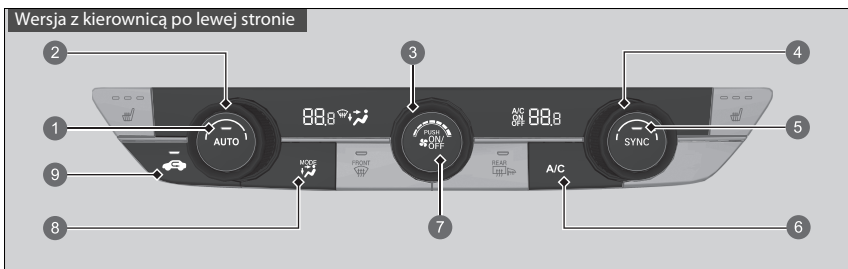 Wersja z kierownicą po lewej stronie
2
3
4
1
AUTO
88.8
PUSH
ON/
OFF
A/C
ON
OFF
88.8
SYNC
5
9
MODE
FRONT
REAR
A/C
8
7
6